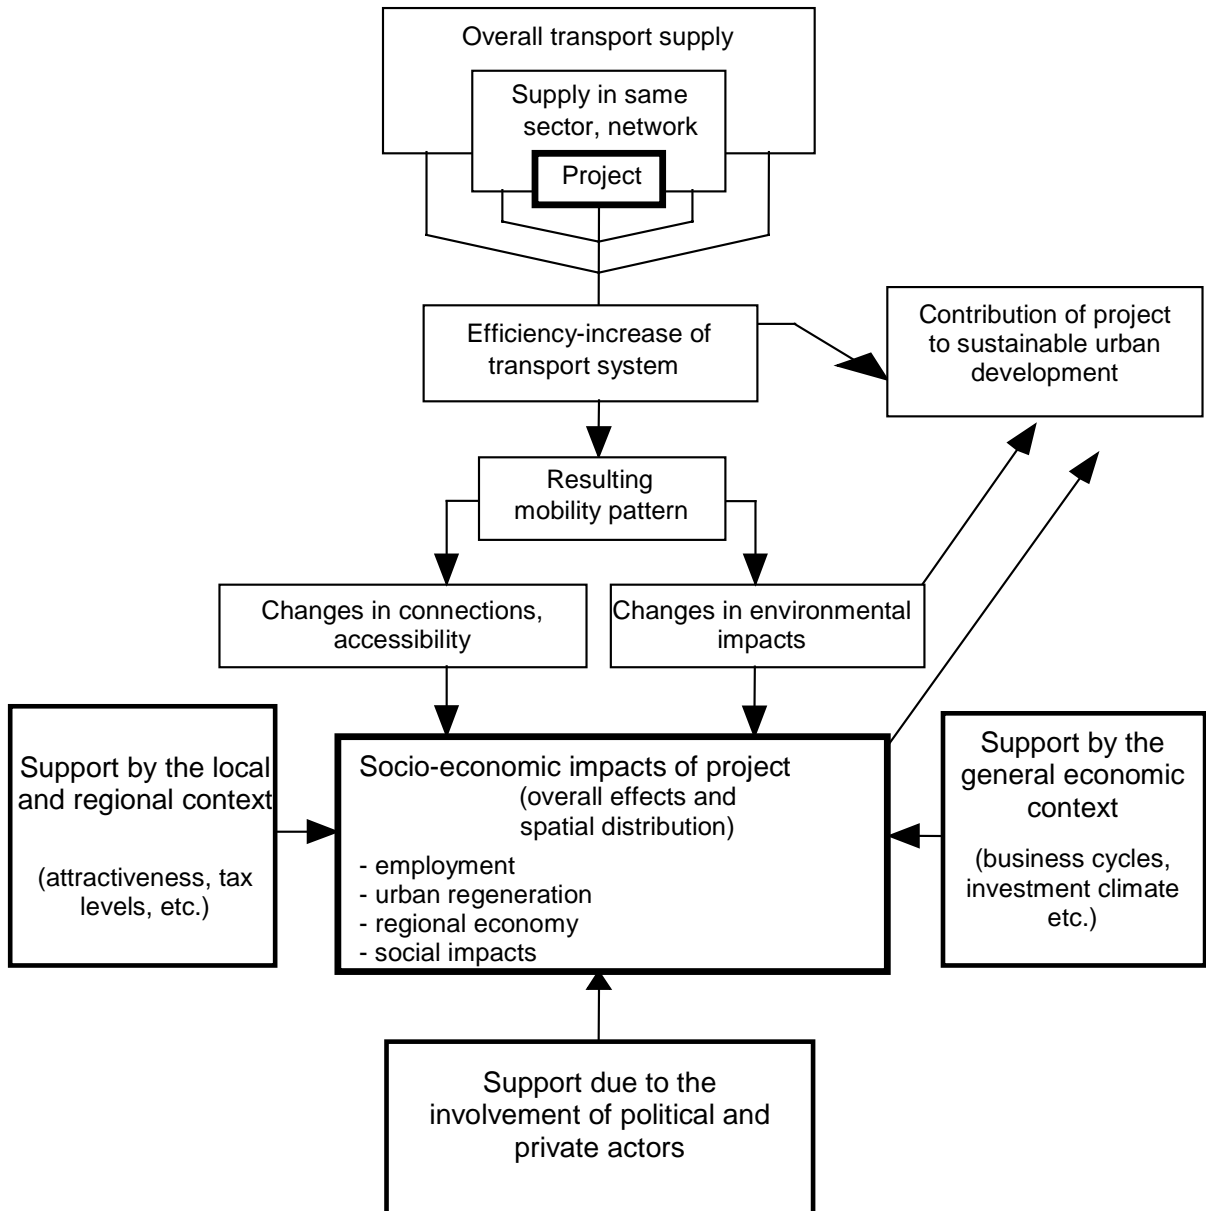 Overall transport supply
Supply in same
sector, network
Project
Efficiency-increase of
transport system
Contribution of project
to sustainable urban
development
Resulting
mobility pattern
Changes in connections,
accessibility
Changes in environmental
impacts
Support by the local
and regional context
(attractiveness, tax
levels, etc.)
Socio-economic impacts of project
(overall effects and
spatial distribution)
- employment
- urban regeneration
- regional economy
- social impacts
Support by the
general economic
context
(business cycles,
investment climate
etc.)
Support due to the
involvement of political and
private actors